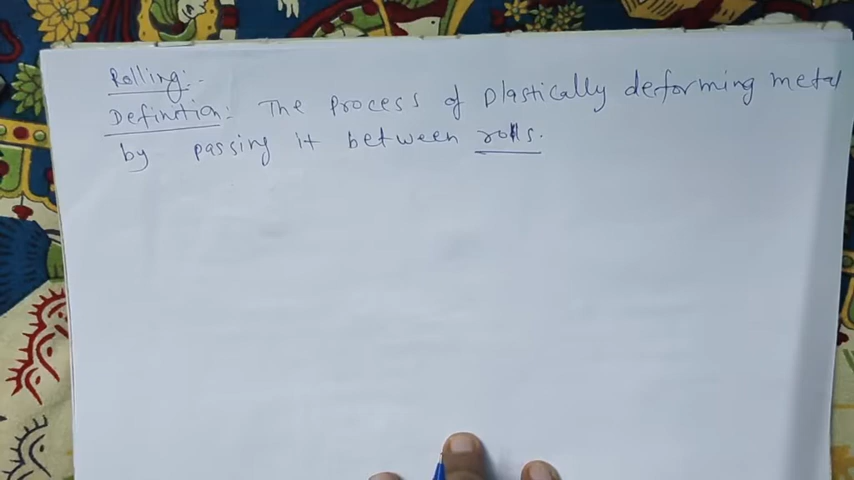 Rolling:-
Definition: The process of plastically deforming metal
by passing it between rolls.